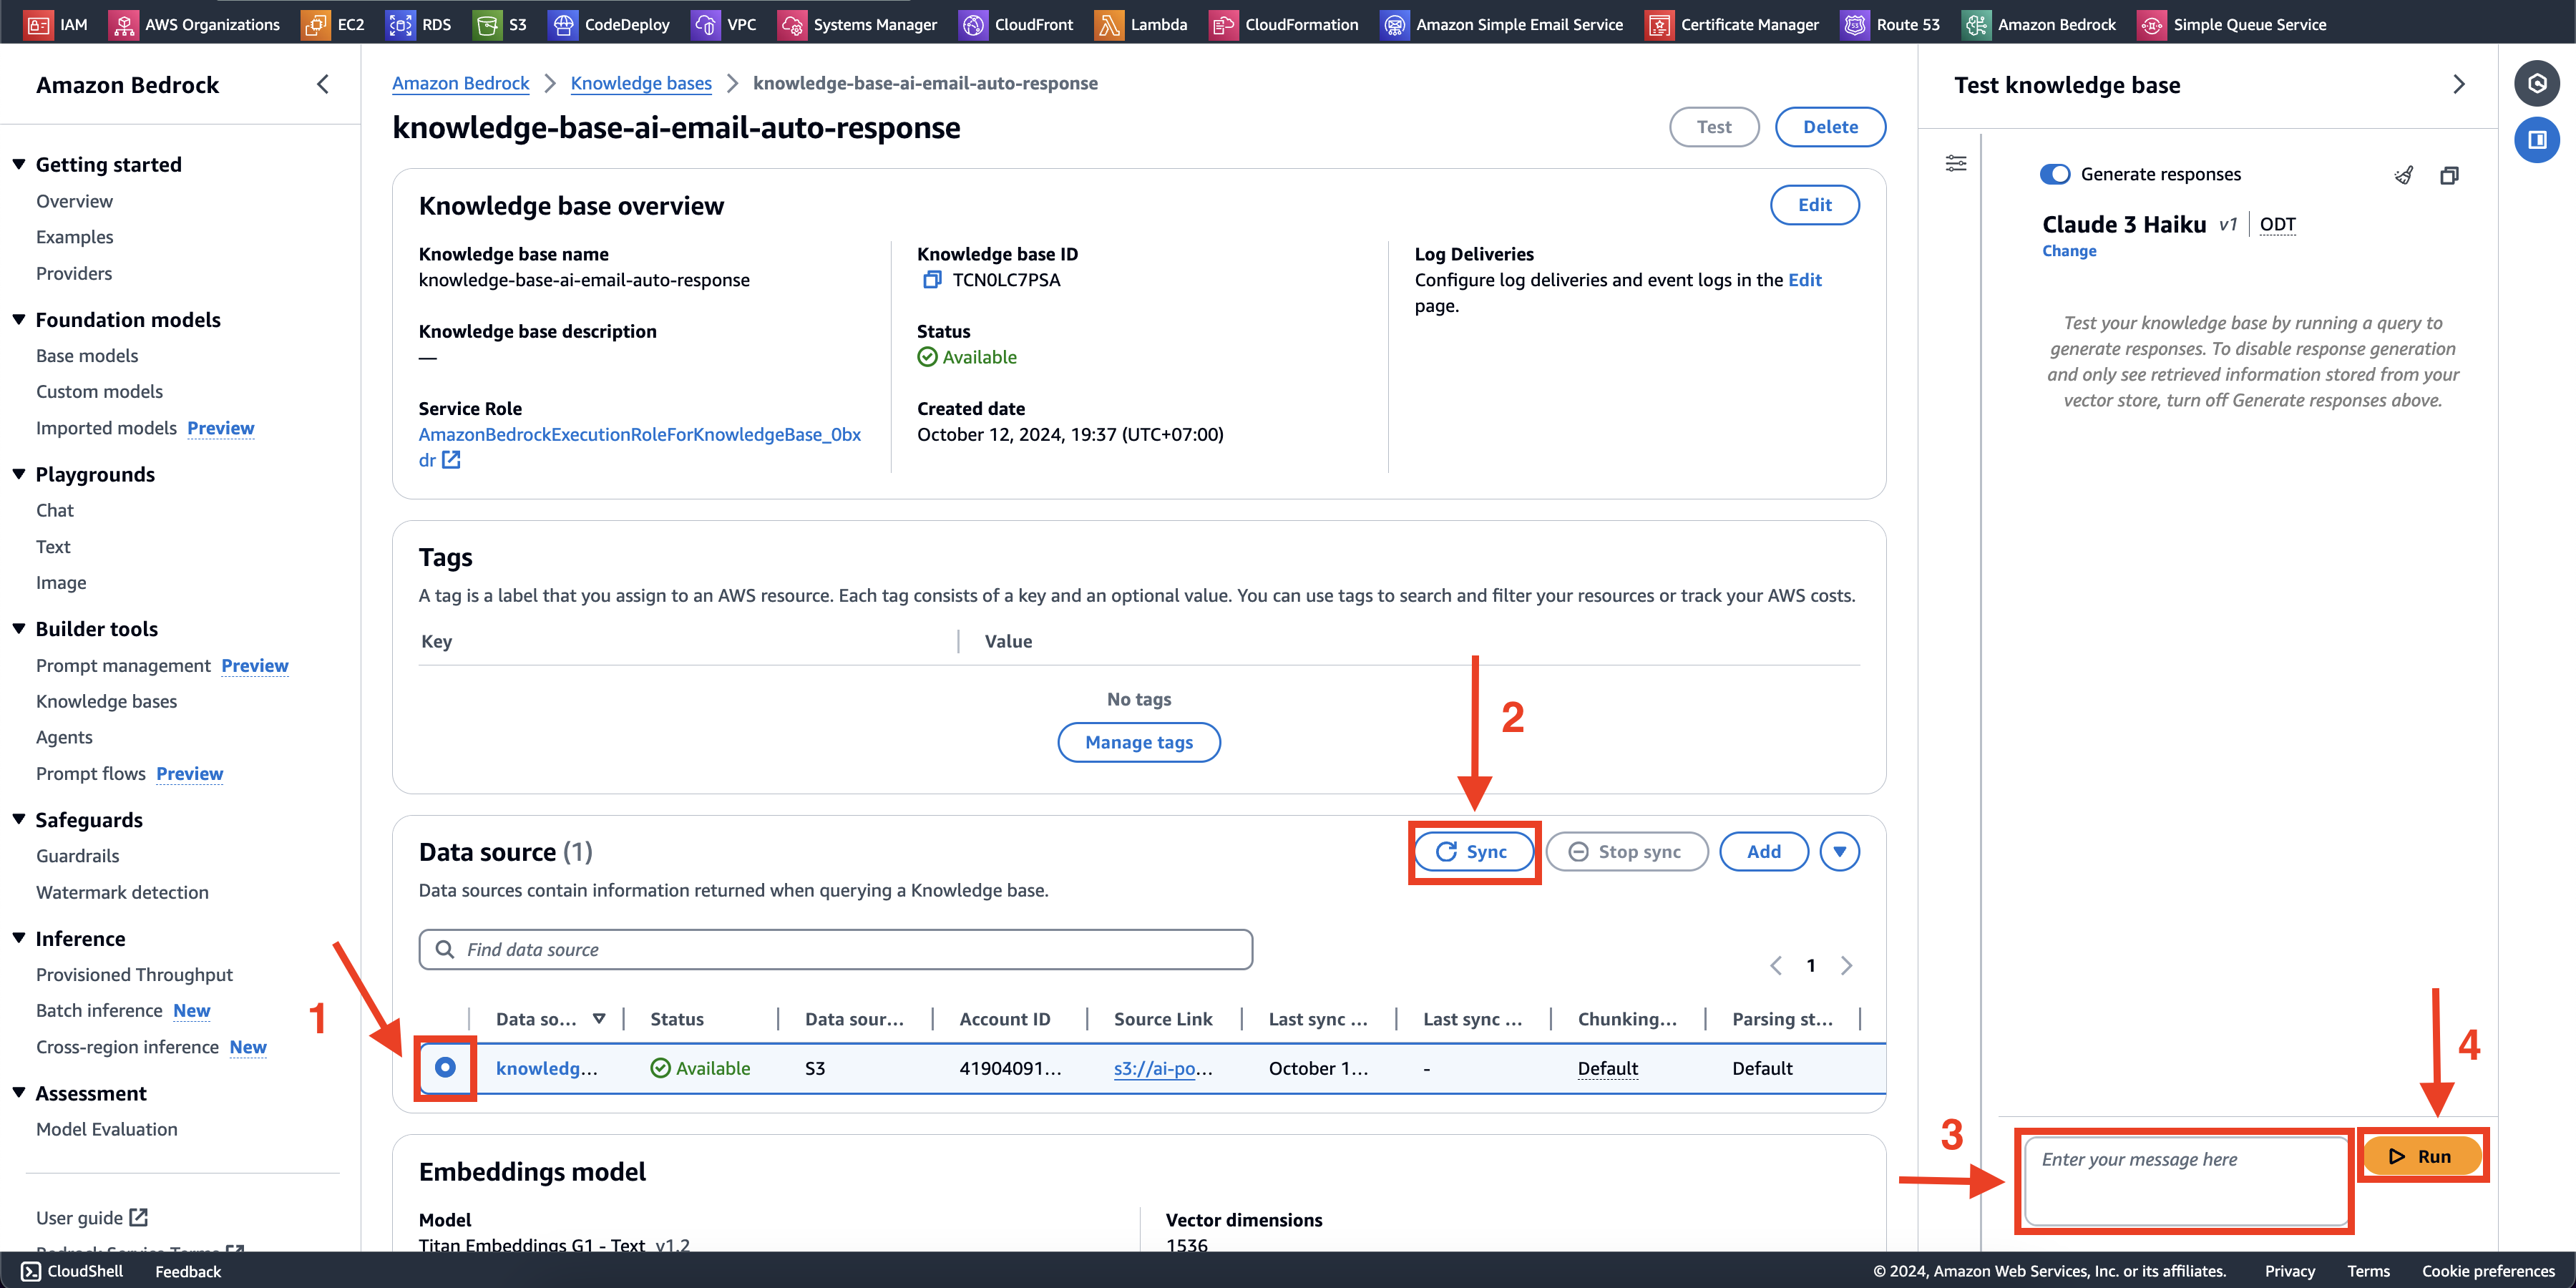 IAM AWS Organizations EC2 RDS S3 CodeDeploy VPC Systems Manager CloudFront Lambda CloudFormation Amazon Simple Email Service Certificate Manager Route 53 Amazon Bedrock Simple Queue Service
Amazon Bedrock
Getting started
Overview
Examples
Providers
Foundation models
Base models
Custom models
Imported models Preview
Playgrounds
Chat
Text
Image
Builder tools
Prompt management Preview
Knowledge bases
Agents
Prompt flows Preview
Safeguards
Guardrails
Watermark detection
Inference
Provisioned Throughput
Batch inference New
Cross-region inference New
Assessment
Model Evaluation
User guide
Bedrock Service Terms
Amazon Bedrock > Knowledge bases > knowledge-base-ai-email-auto-response
knowledge-base-ai-email-auto-response
Test Delete
Knowledge base overview
Edit
Knowledge base name
knowledge-base-ai-email-auto-response
Knowledge base description
—
Service Role
AmazonBedrockExecutionRoleForKnowledgeBase_0bx
dr
Knowledge base ID
TCN0LC7PSA
Status
Available
Created date
October 12, 2024, 19:37 (UTC+07:00)
Log Deliveries
Configure log deliveries and event logs in the Edit
page.
Tags
A tag is a label that you assign to an AWS resource. Each tag consists of a key and an optional value. You can use tags to search and filter your resources or track your AWS costs.
Key Value
No tags
Manage tags
2
Data source (1)
Sync Stop sync Add
Data sources contain information returned when querying a Knowledge base.
Find data source
1
1
Data so... Status Data sour... Account ID Source Link Last sync ... Last sync ... Chunking... Parsing st...
knowledg... Available S3 41904091... s3://ai-po... October 1... - Default Default
Embeddings model
Model
Titan Embeddings G1 - Text v1.2
Vector dimensions
1536
Test knowledge base
Generate responses
Claude 3 Haiku v1 | ODT
Change
Test your knowledge base by running a query to
generate responses. To disable response generation
and only see retrieved information stored from your
vector store, turn off Generate responses above.
4
3
Enter your message here
Run
CloudShell Feedback
© 2024, Amazon Web Services, Inc. or its affiliates. Privacy Terms Cookie preferences